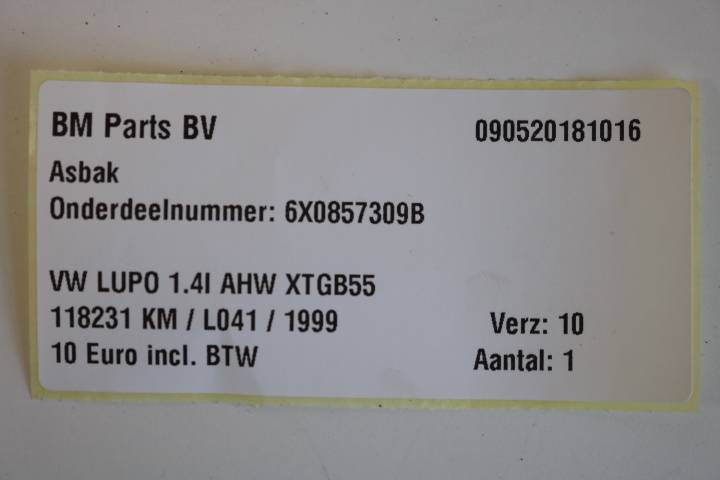 BM Parts BV 090520181016
Asbak
Onderdeelnummer: 6X0857309B
VW LUPO 1.4I AHW XTGB55
118231 KM / L041 / 1999 Verz: 10
10 Euro incl. BTW Aantal: 1